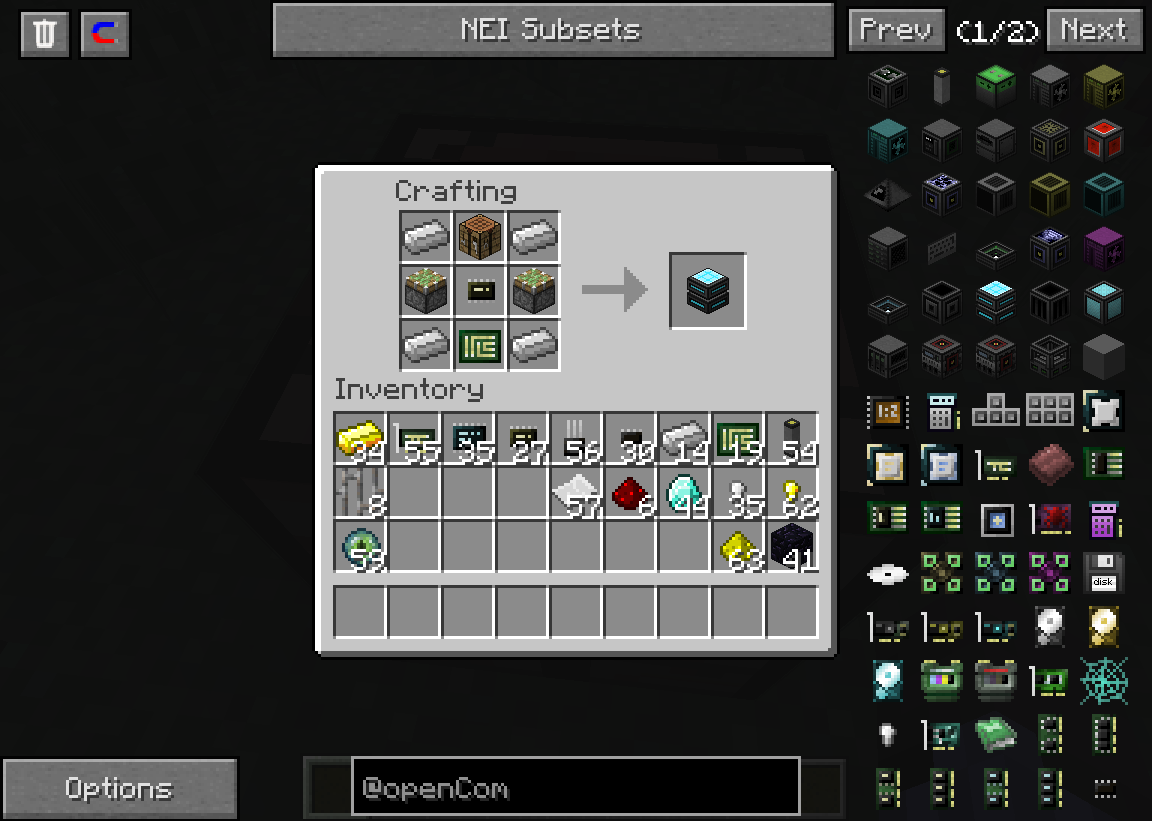 NEI Subsets
Prev (1/2) Next
Crafting
1:2
Inventory
34 55 35 27 56 30 14 13 54
8 57 6 44 35 62
53 63 41
disk
Options
@openCom